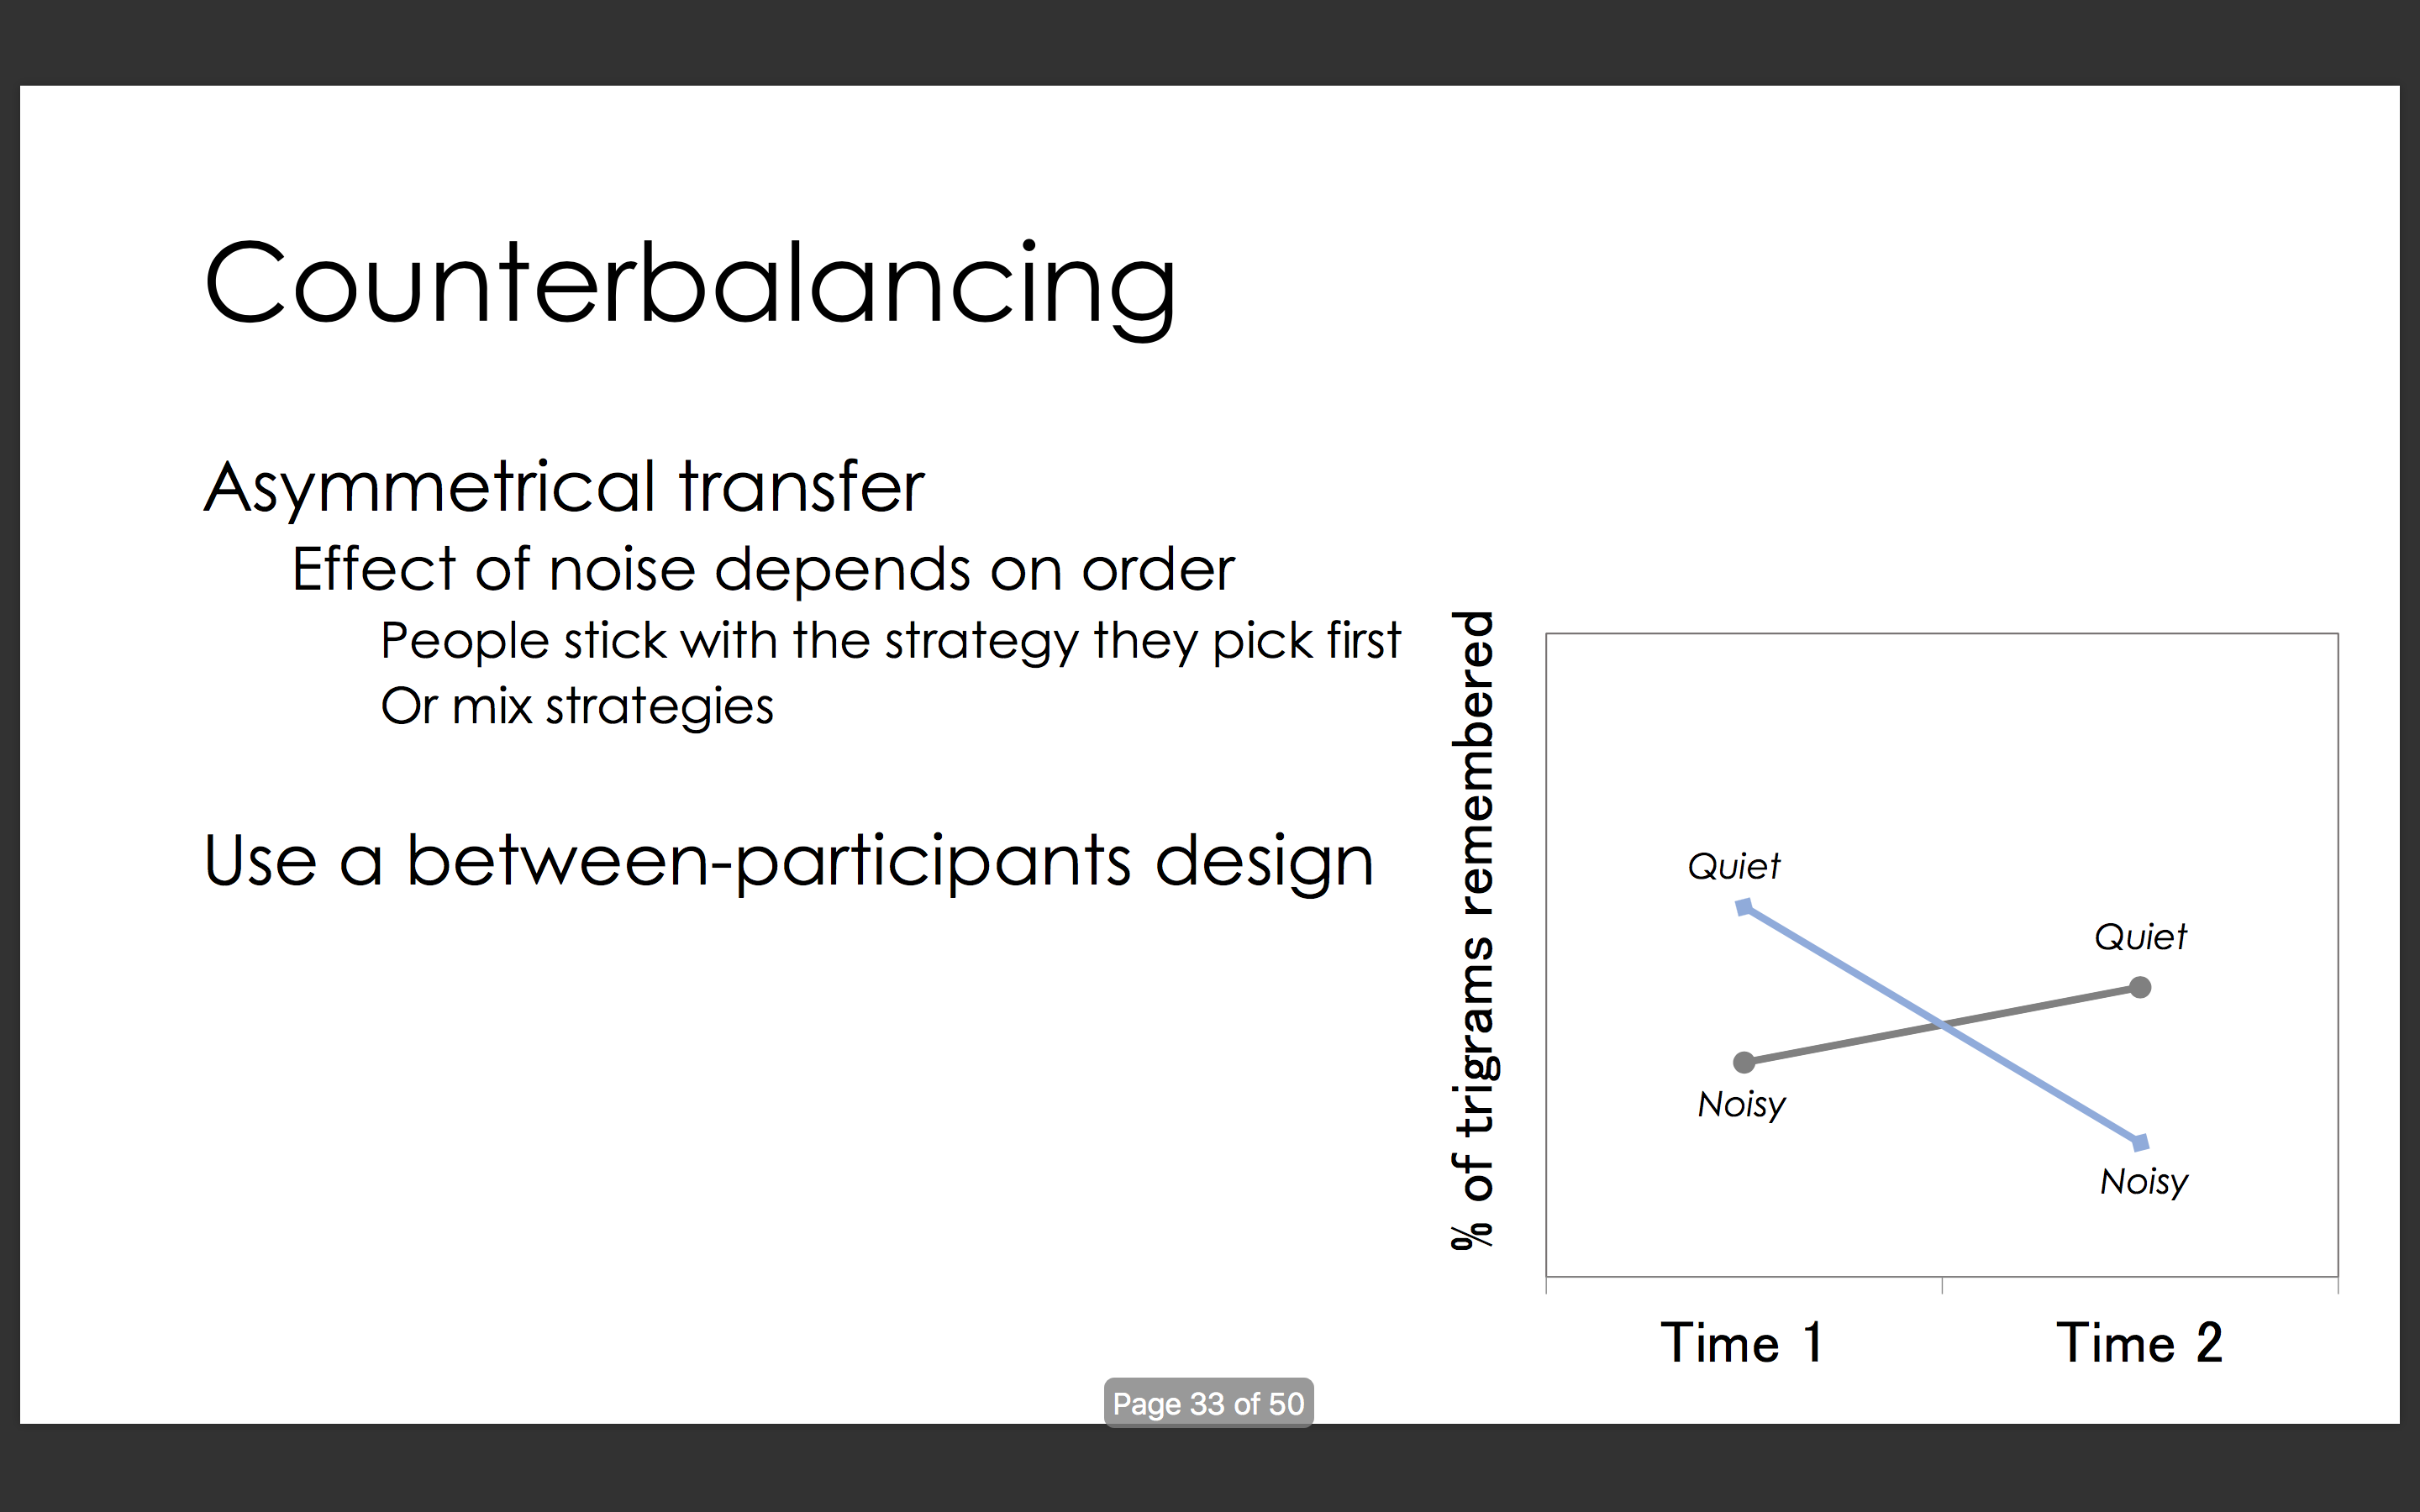 Counterbalancing
Asymmetrical transfer
Effect of noise depends on order
People stick with the strategy they pick first
Or mix strategies
Use a between-participants design
% of trigrams remembered
Quiet
Quiet
Noisy
Noisy
Time 1
Time 2
Page 33 of 50